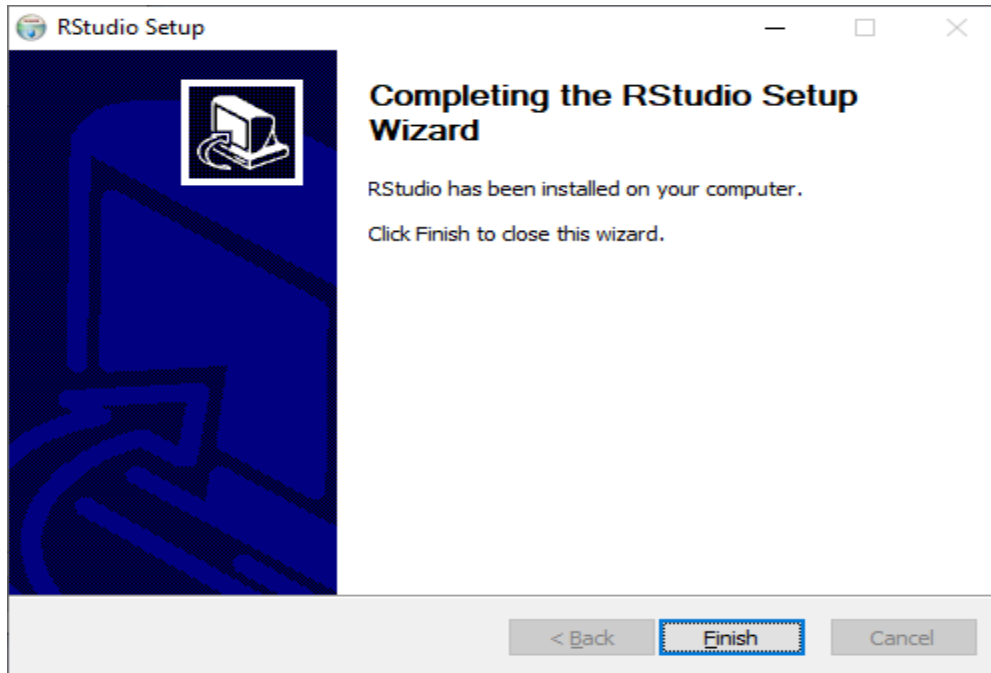 RStudio Setup
Completing the RStudio Setup
Wizard
RStudio has been installed on your computer.
Click Finish to close this wizard.
< Back
Finish
Cancel